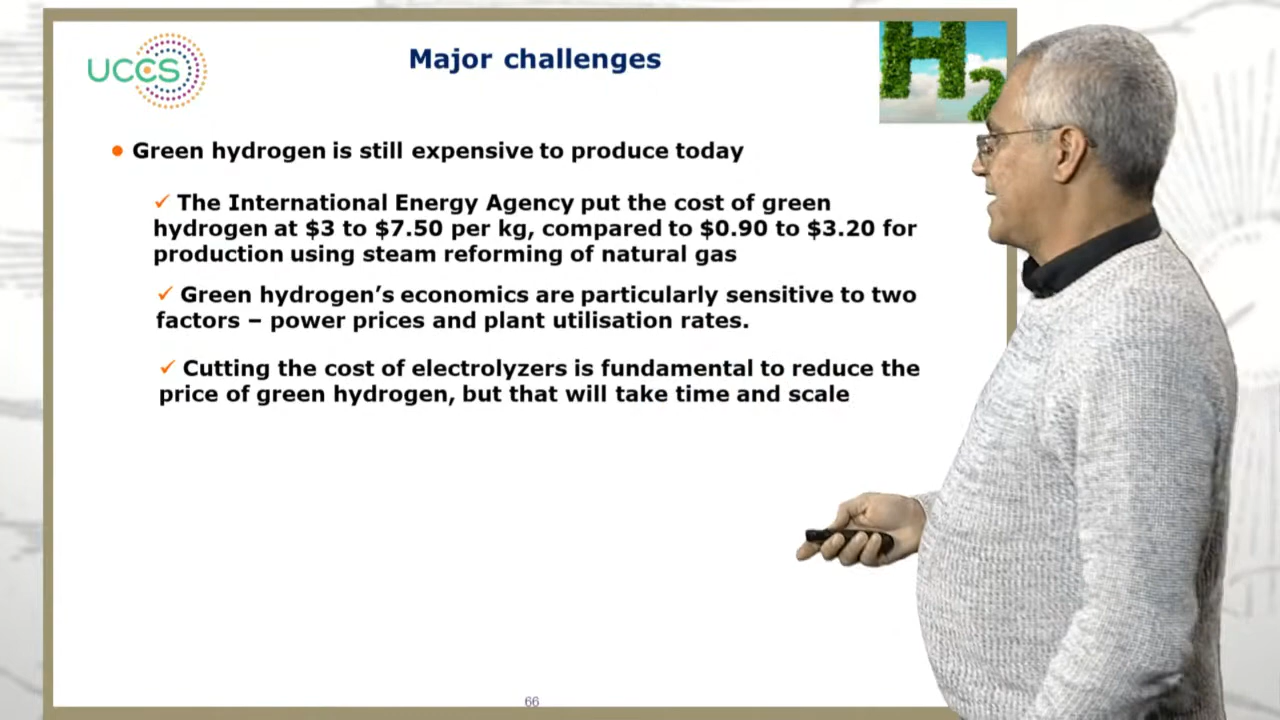 UCCS
Major challenges
H2
• Green hydrogen is still expensive to produce today
✓ The International Energy Agency put the cost of green
hydrogen at $3 to $7.50 per kg, compared to $0.90 to $3.20 for
production using steam reforming of natural gas
✓ Green hydrogen’s economics are particularly sensitive to two
factors – power prices and plant utilisation rates.
✓ Cutting the cost of electrolyzers is fundamental to reduce the
price of green hydrogen, but that will take time and scale
66